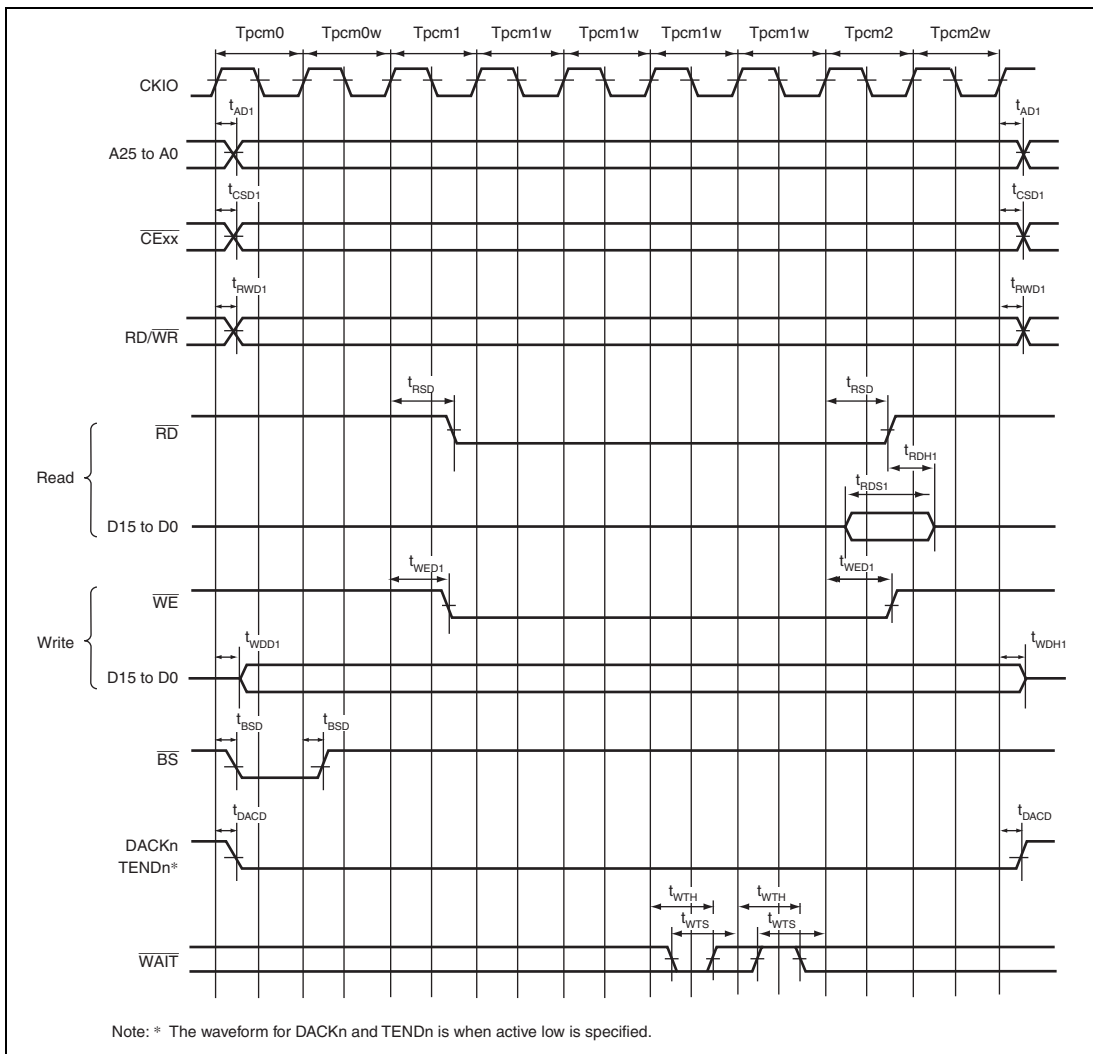 Tpcm0 Tpcm0w Tpcm1 Tpcm1w Tpcm1w Tpcm1w Tpcm1w Tpcm2 Tpcm2w
CKIO
tAD1 tAD1
A25 to A0
tCSD1 tCSD1
CExx
tRWD1 tRWD1
RD/WR
tRSD tRSD
RD
tRDH1
Read
tRDS1
D15 to D0
tWED1 tWED1
WE
Write
tWDD1 tWDH1
D15 to D0
tBSD tBSD
BS
tDACD tDACD
DACKn
TENDn*
tWTH tWTH
tWTS tWTS
WAIT
Note: * The waveform for DACKn and TENDn is when active low is specified.